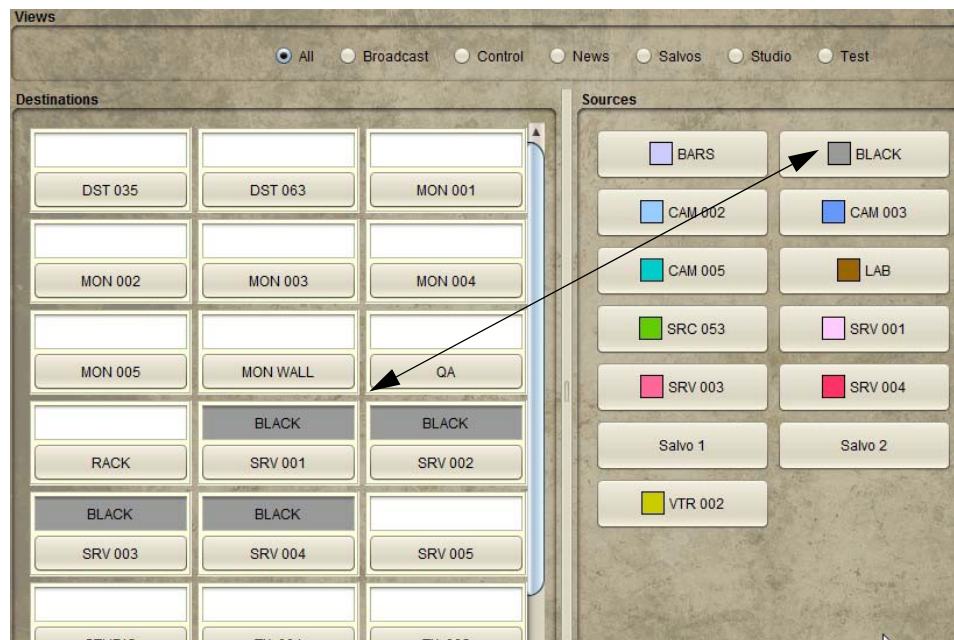 Views
All Broadcast Control News Salvos Studio Test
Destinations
DST 035 DST 063 MON 001
MON 002 MON 003 MON 004
MON 005 MON WALL QA
BLACK BLACK
RACK SRV 001 SRV 002
BLACK BLACK
SRV 003 SRV 004 SRV 005
Sources
BARS BLACK
CAM 002 CAM 003
CAM 005 LAB
SRC 053 SRV 001
SRV 003 SRV 004
Salvo 1 Salvo 2
VTR 002